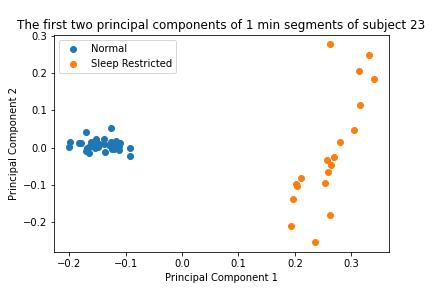 The first two principal components of 1 min segments of subject 23
Normal
Sleep Restricted
Principal Component 2
0.3
0.2
0.1
0.0
−0.1
−0.2
−0.2
−0.1
0.0
0.1
0.2
0.3
Principal Component 1